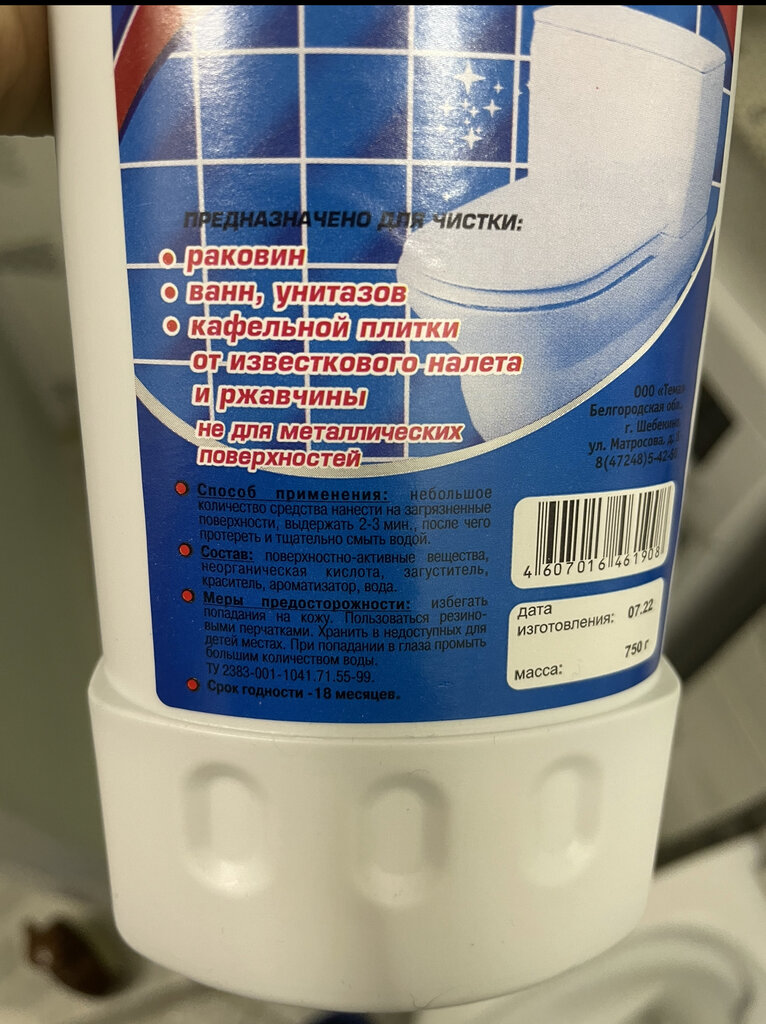 ПРЕДНАЗНАЧЕНО ДЛЯ ЧИСТКИ:
• раковин
• ванн, унитазов
• кафельной плитки
от известкового налета
и ржавчины
не для металлических
поверхностей
ООО «Тема»
Белгородская обл.,
г. Шебекино
ул. Матросова, д.
8(47248)5-42-
• Способ применения: небольшое
количество средства нанести на загрязненные
поверхности, выдержать 2-3 мин., после чего
протереть и тщательно смыть водой.
• Состав: поверхностно-активные вещества,
неорганическая кислота, загуститель,
краситель, ароматизатор, вода.
• Меры предосторожности: избегать
попадания на кожу. Пользоваться резино-
выми перчатками. Хранить в недоступных для
детей местах. При попадании в глаза промыть
большим количеством воды.
ТУ 2383-001-1041.71.55-99.
• Срок годности - 18 месяцев.
4 607016 461908
дата
изготовления: 07.22
масса: 750 г